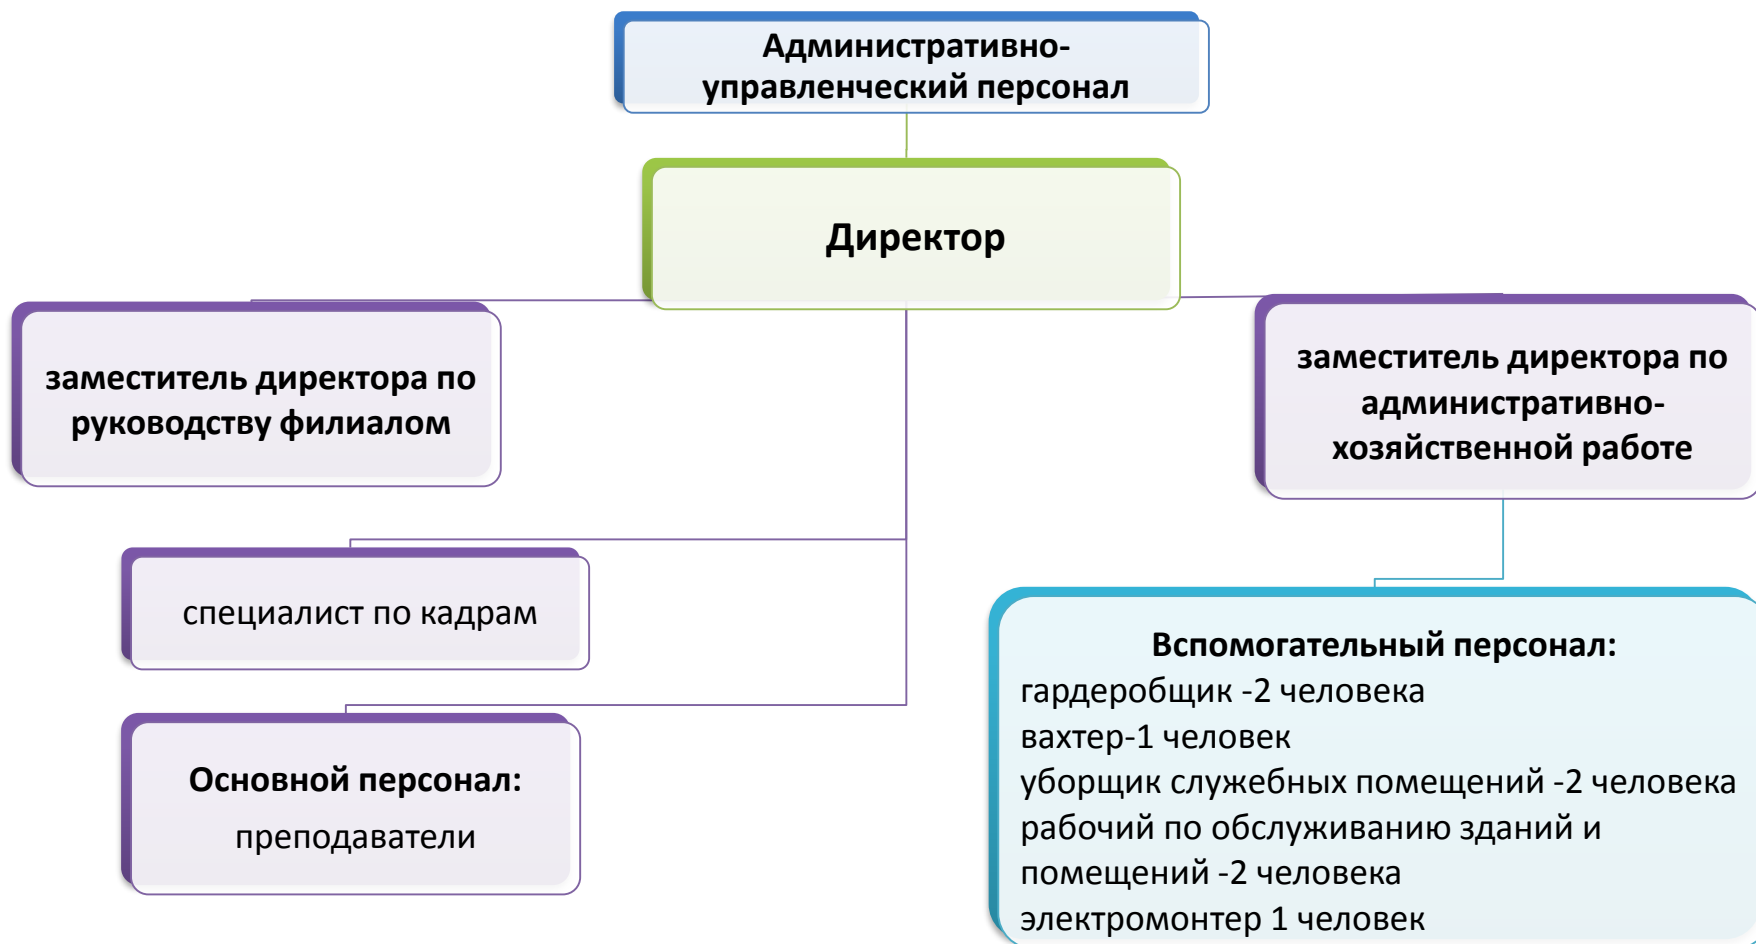 Административно-
управленческий персонал
Директор
заместитель директора по
руководству филиалом
заместитель директора по
административно-
хозяйственной работе
специалист по кадрам
Основной персонал:
преподаватели
Вспомогательный персонал:
гардеробщик -2 человека
вахтер-1 человек
уборщик служебных помещений -2 человека
рабочий по обслуживанию зданий и
помещений -2 человека
электромонтер 1 человек